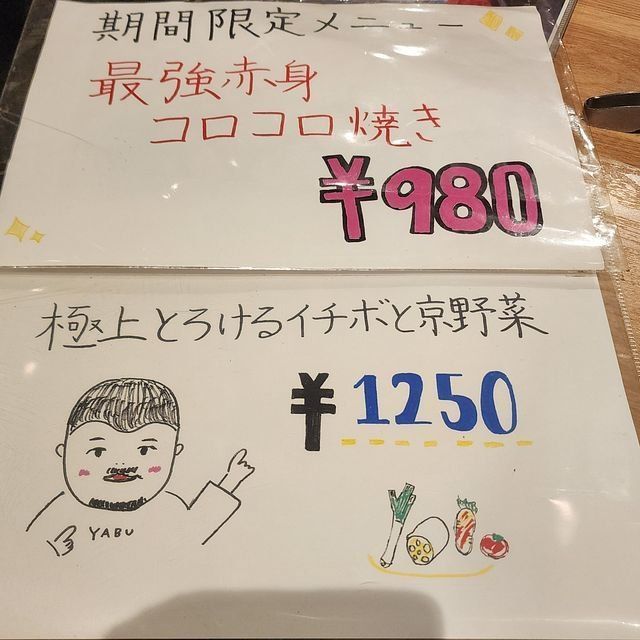 期間限定メニュー
最強赤身
コロコロ焼き
¥980
極上とろけるイチボと京野菜
¥1250
YABU